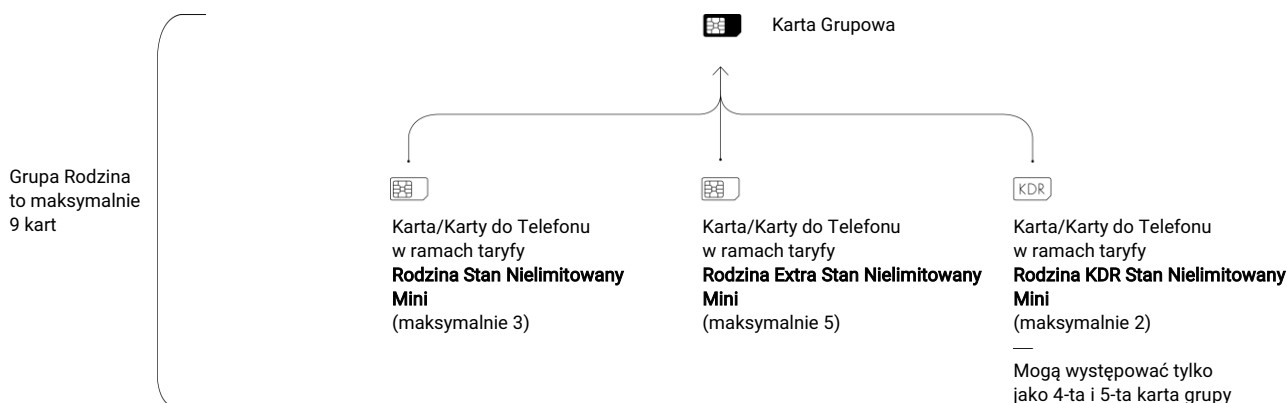 Karta Grupowa
Grupa Rodzina
to maksymalnie
9 kart
KDR
Karta/Karty do Telefonu
w ramach taryfy
Rodzina Stan Nielimitowany
Mini
(maksymalnie 3)
Karta/Karty do Telefonu
w ramach taryfy
Rodzina Extra Stan Nielimitowany
Mini
(maksymalnie 5)
Karta/Karty do Telefonu
w ramach taryfy
Rodzina KDR Stan Nielimitowany
Mini
(maksymalnie 2)
Mogą występować tylko
jako 4-ta i 5-ta karta grupy